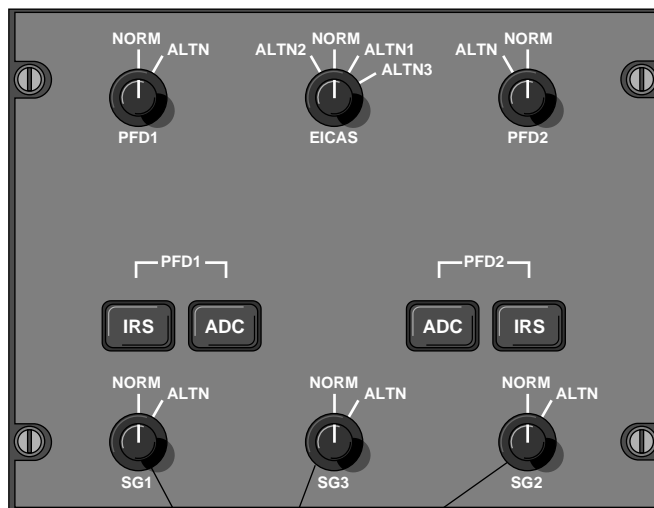 NORM ALTN
PFD1
ALTN2 NORM ALTN1
ALTN3
EICAS
ALTN NORM
PFD2
PFD1
IRS ADC
PFD2
ADC IRS
NORM ALTN
SG1
NORM ALTN
SG3
NORM ALTN
SG2